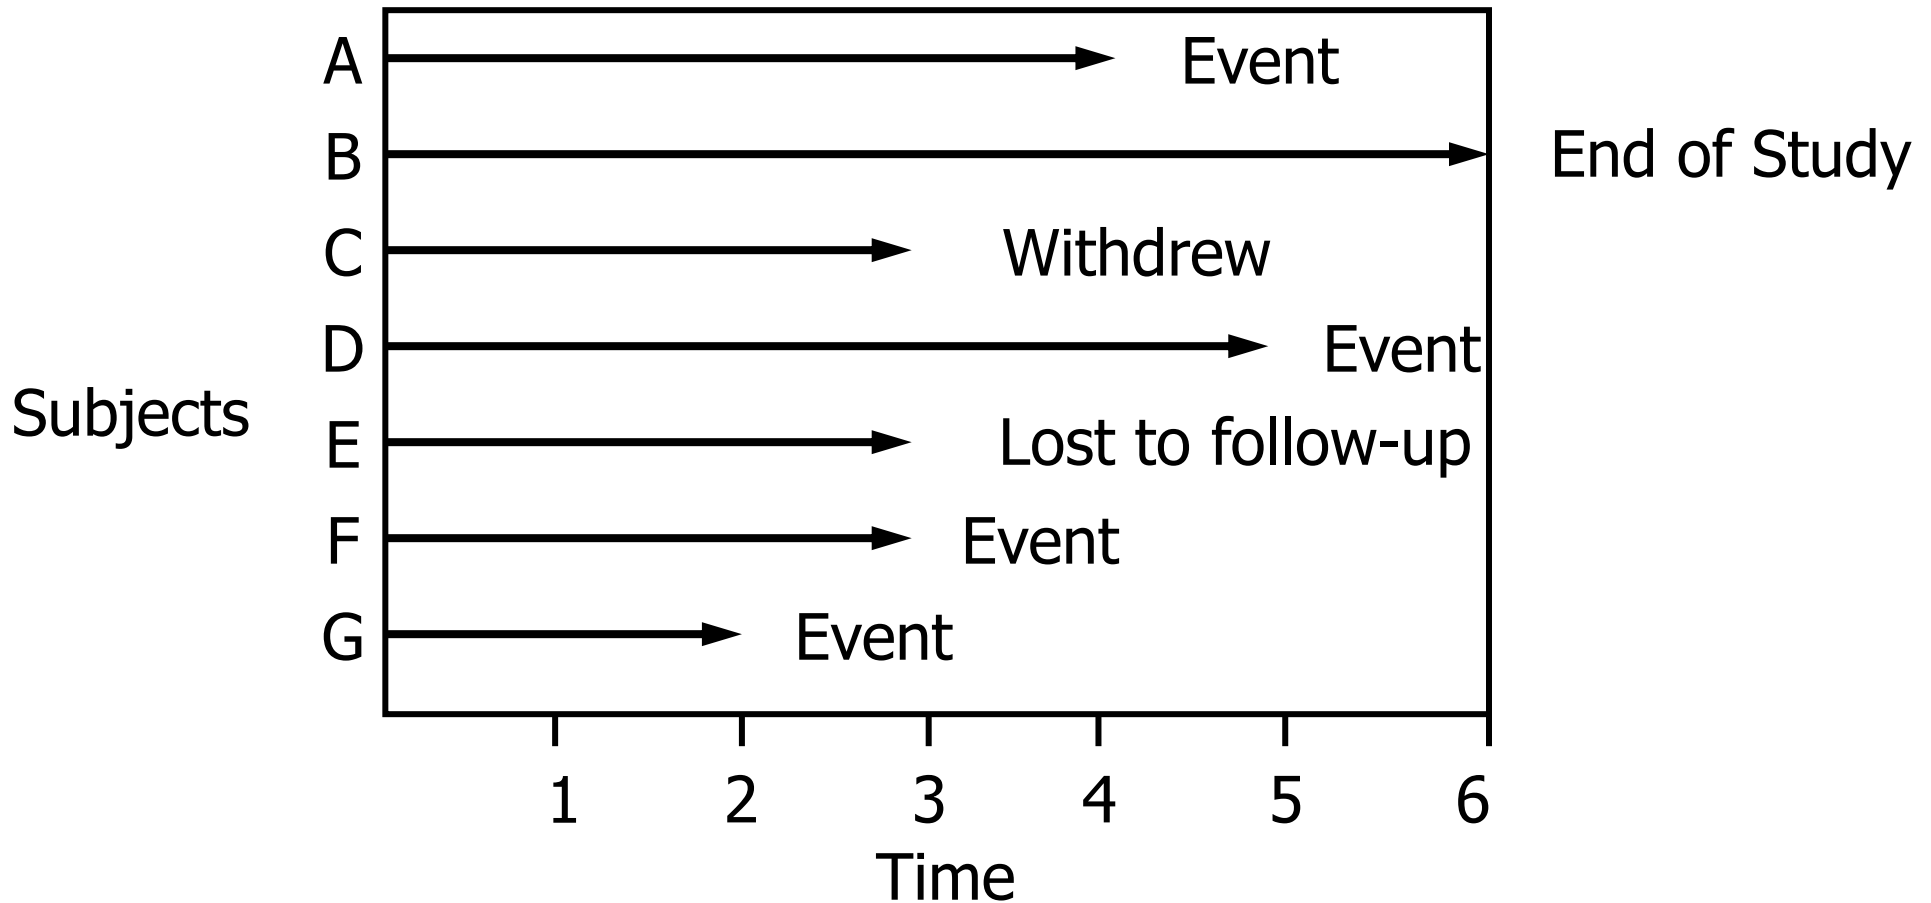 A Event
B End of Study
C Withdrew
D Event
Subjects
E Lost to follow-up
F Event
G Event
1 2 3 4 5 6
Time